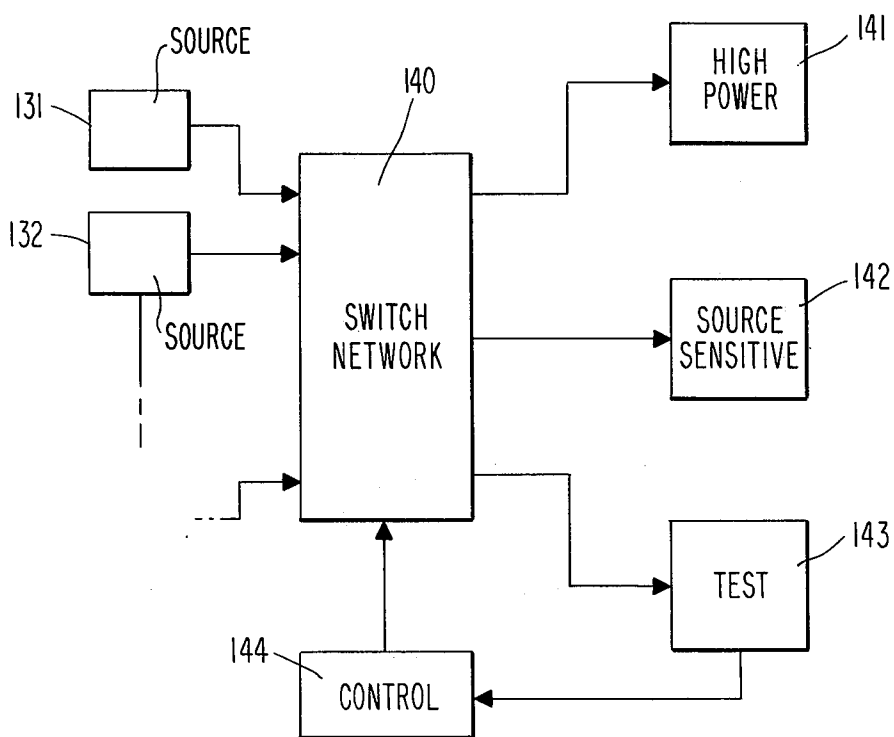 SOURCE
131
132
SOURCE
140
SWITCH
NETWORK
141
HIGH
POWER
142
SOURCE
SENSITIVE
143
TEST
144
CONTROL